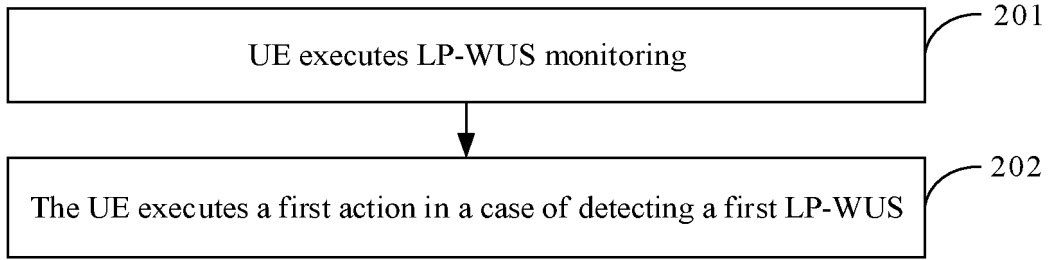 201
UE executes LP-WUS monitoring
202
The UE executes a first action in a case of detecting a first LP-WUS